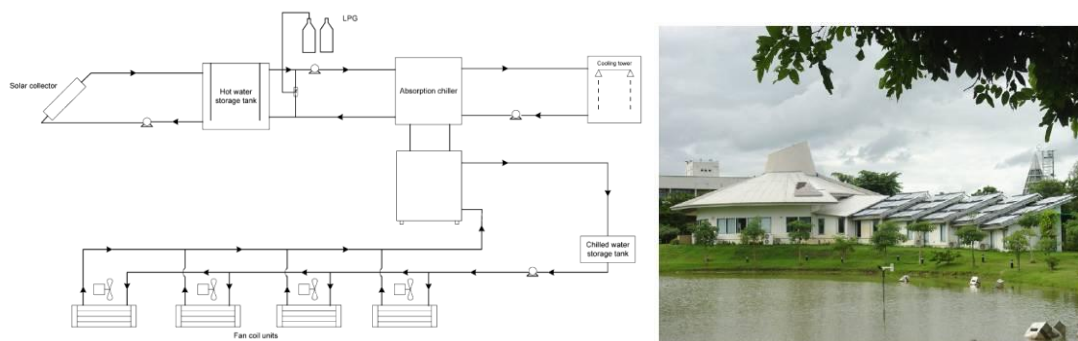 LPG
Solar collector
Hot water
storage tank
Absorption chiller
Cooling tower
Chilled water
storage tank
Fan coil units